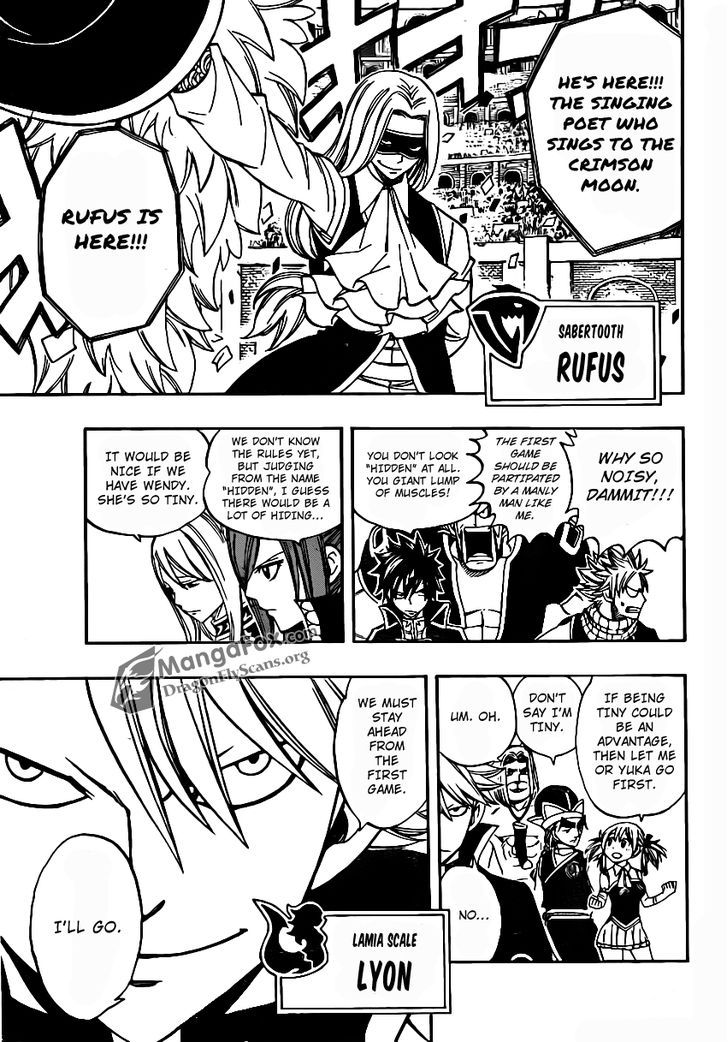 HE'S HERE!!!
THE SINGING
POET WHO
SINGS TO THE
CRIMSON
MOON.
RUFUS IS
HERE!!!
SABERTOOTH
RUFUS
WHY SO
NOISY,
DAMMIT!!!
THE FIRST
GAME
SHOULD BE
PARTIPATED
BY A MANLY
MAN LIKE
ME.
YOU DON'T LOOK
"HIDDEN" AT ALL.
YOU GIANT LUMP
OF MUSCLES!
WE DON'T KNOW
THE RULES YET,
BUT JUDGING
FROM THE NAME
"HIDDEN", I GUESS
THERE WOULD BE
A LOT OF HIDING...
IT WOULD BE
NICE IF WE
HAVE WENDY.
SHE'S SO TINY.
MangaFox.com
DragonFlyScans.org
IF BEING
TINY COULD
BE AN
ADVANTAGE,
THEN LET ME
OR YUKA GO
FIRST.
DON'T
SAY I'M
TINY.
UM. OH.
NO...
WE MUST
STAY
AHEAD
FROM THE
FIRST
GAME.
I'LL GO.
LAMIA SCALE
LYON